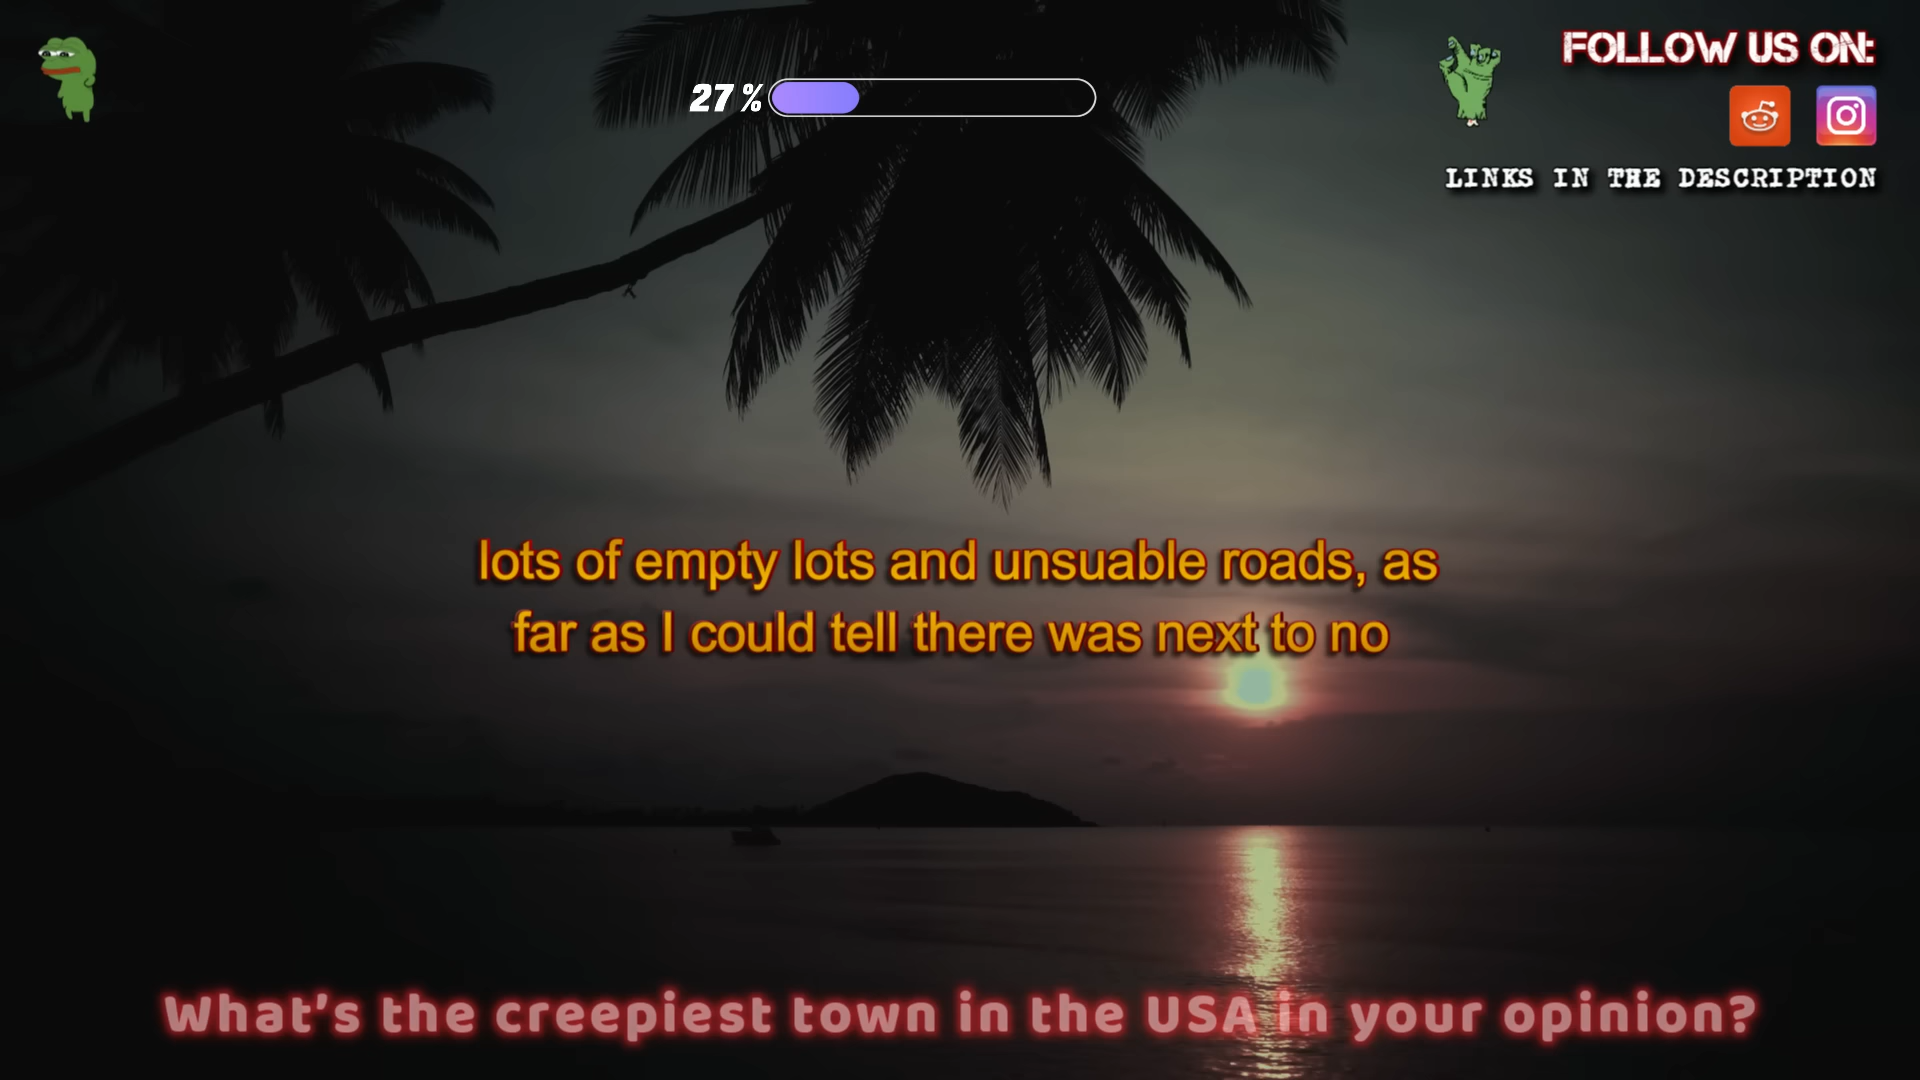 FOLLOW US ON:
27 %
LINKS IN THE DESCRIPTION
lots of empty lots and unsuable roads, as
far as I could tell there was next to no
What's the creepiest town in the USA in your opinion?